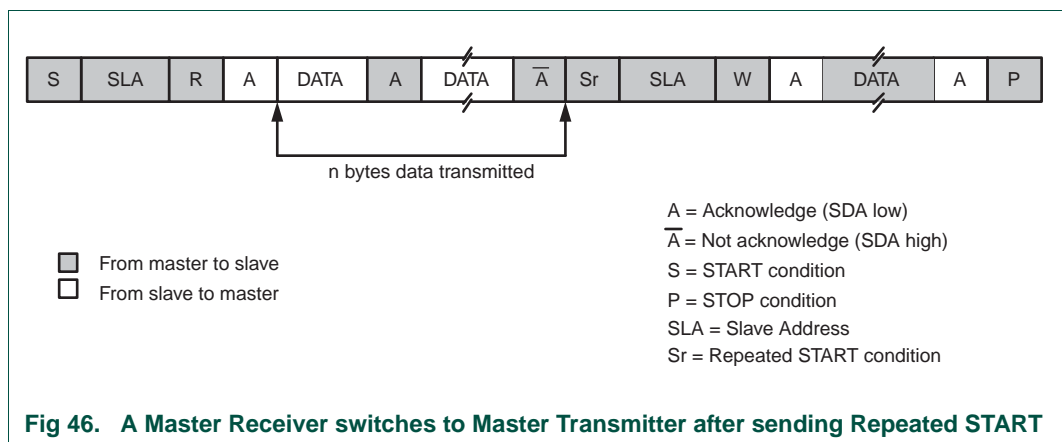 S SLA R A DATA A DATA A̅ Sr SLA W A DATA A P
n bytes data transmitted
A = Acknowledge (SDA low)
A̅ = Not acknowledge (SDA high)
S = START condition
P = STOP condition
SLA = Slave Address
Sr = Repeated START condition
From master to slave
From slave to master
Fig 46. A Master Receiver switches to Master Transmitter after sending Repeated START